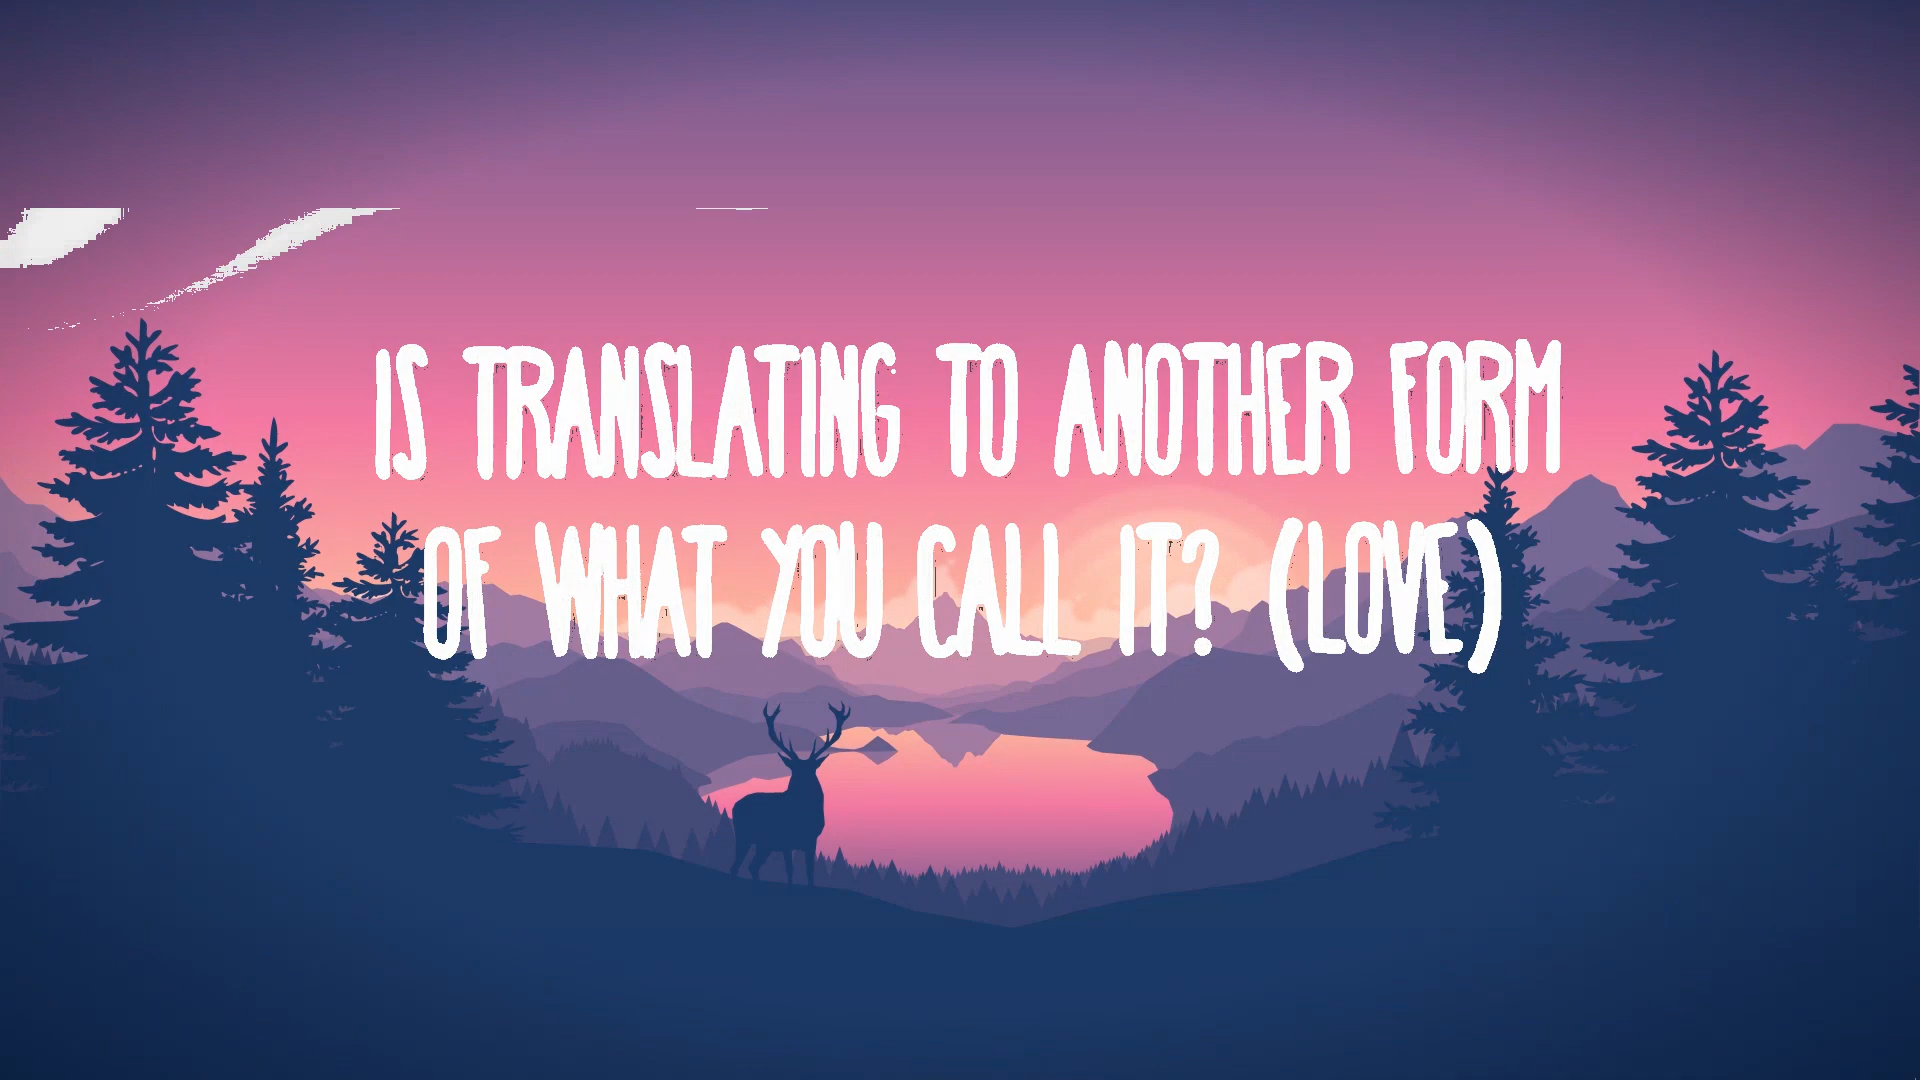 IS TRANSLATING TO ANOTHER FORM
OF WHAT YOU CALL IT? (LOVE)